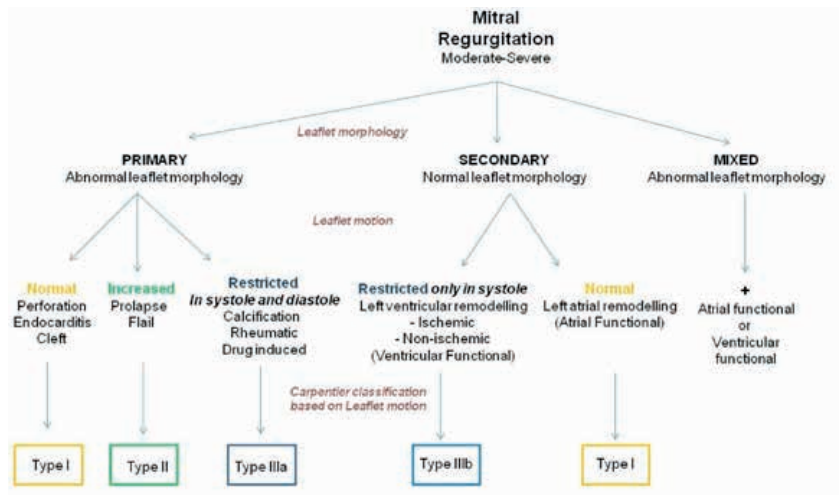 Mitral
Regurgitation
Moderate-Severe
Leaflet morphology
PRIMARY
Abnormal leaflet morphology
SECONDARY
Normal leaflet morphology
MIXED
Abnormal leaflet morphology
Leaflet motion
Normal
Perforation
Endocarditis
Cleft
Increased
Prolapse
Flail
Restricted
In systole and diastole
Calcification
Rheumatic
Drug induced
Restricted only in systole
Left ventricular remodelling
- Ischemic
- Non-ischemic
(Ventricular Functional)
Normal
Left atrial remodelling
(Atrial Functional)
+
Atrial functional
or
Ventricular
functional
Carpentier classification
based on Leaflet motion
Type I
Type II
Type IIIa
Type IIIb
Type I